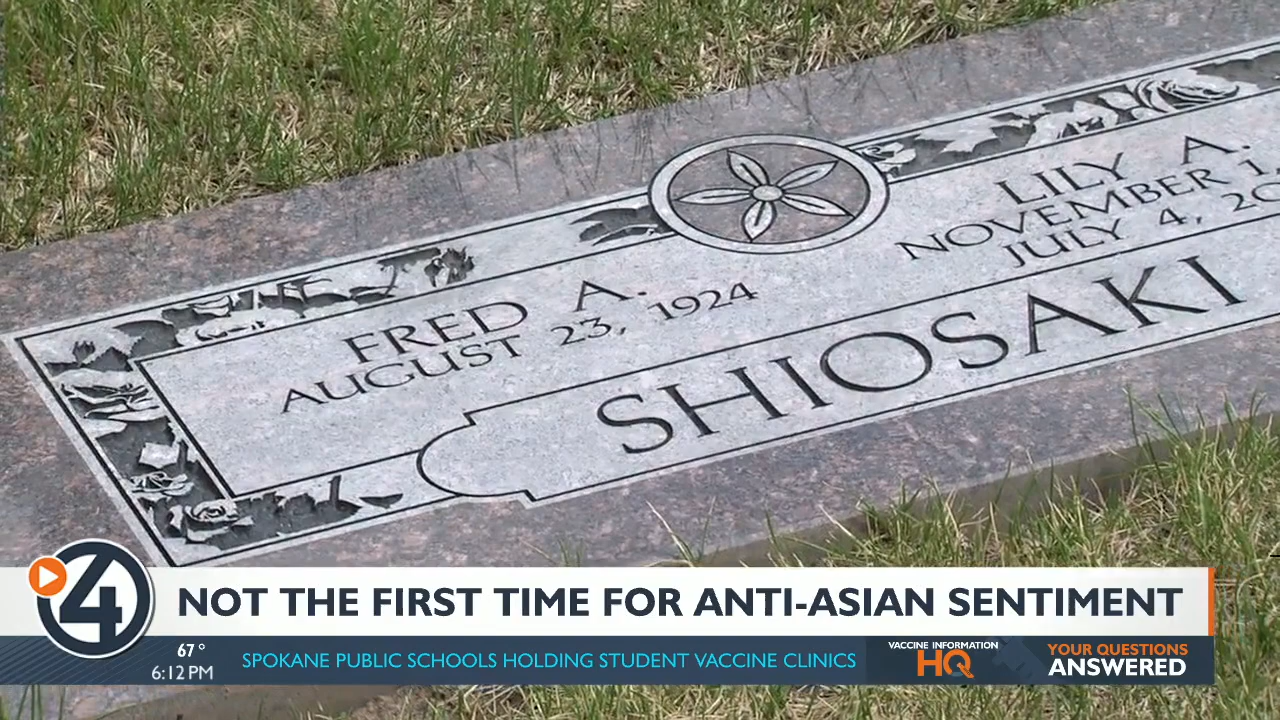 FRED A.
AUGUST 23, 1924
LILY A.
NOVEMBER 1,
JULY 4,
SHIOSAKI
4
NOT THE FIRST TIME FOR ANTI-ASIAN SENTIMENT
67°
6:12 PM
SPOKANE PUBLIC SCHOOLS HOLDING STUDENT VACCINE CLINICS
VACCINE INFORMATION
HQ
YOUR QUESTIONS
ANSWERED